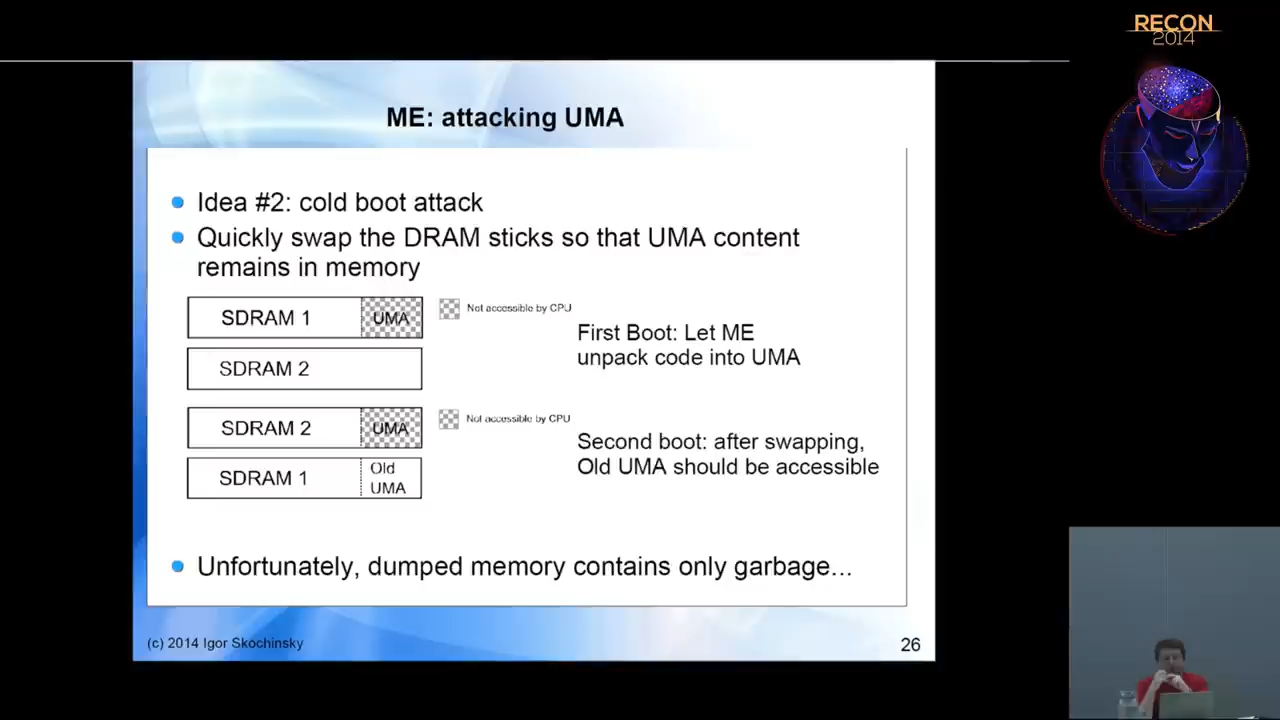 RECON
2014
ME: attacking UMA
Idea #2: cold boot attack
Quickly swap the DRAM sticks so that UMA content
remains in memory
SDRAM 1
UMA
Not accessible by CPU
First Boot: Let ME
unpack code into UMA
SDRAM 2
SDRAM 2
UMA
Not accessible by CPU
Second boot: after swapping,
Old UMA should be accessible
SDRAM 1
Old
UMA
Unfortunately, dumped memory contains only garbage...
(c) 2014 Igor Skochinsky
26